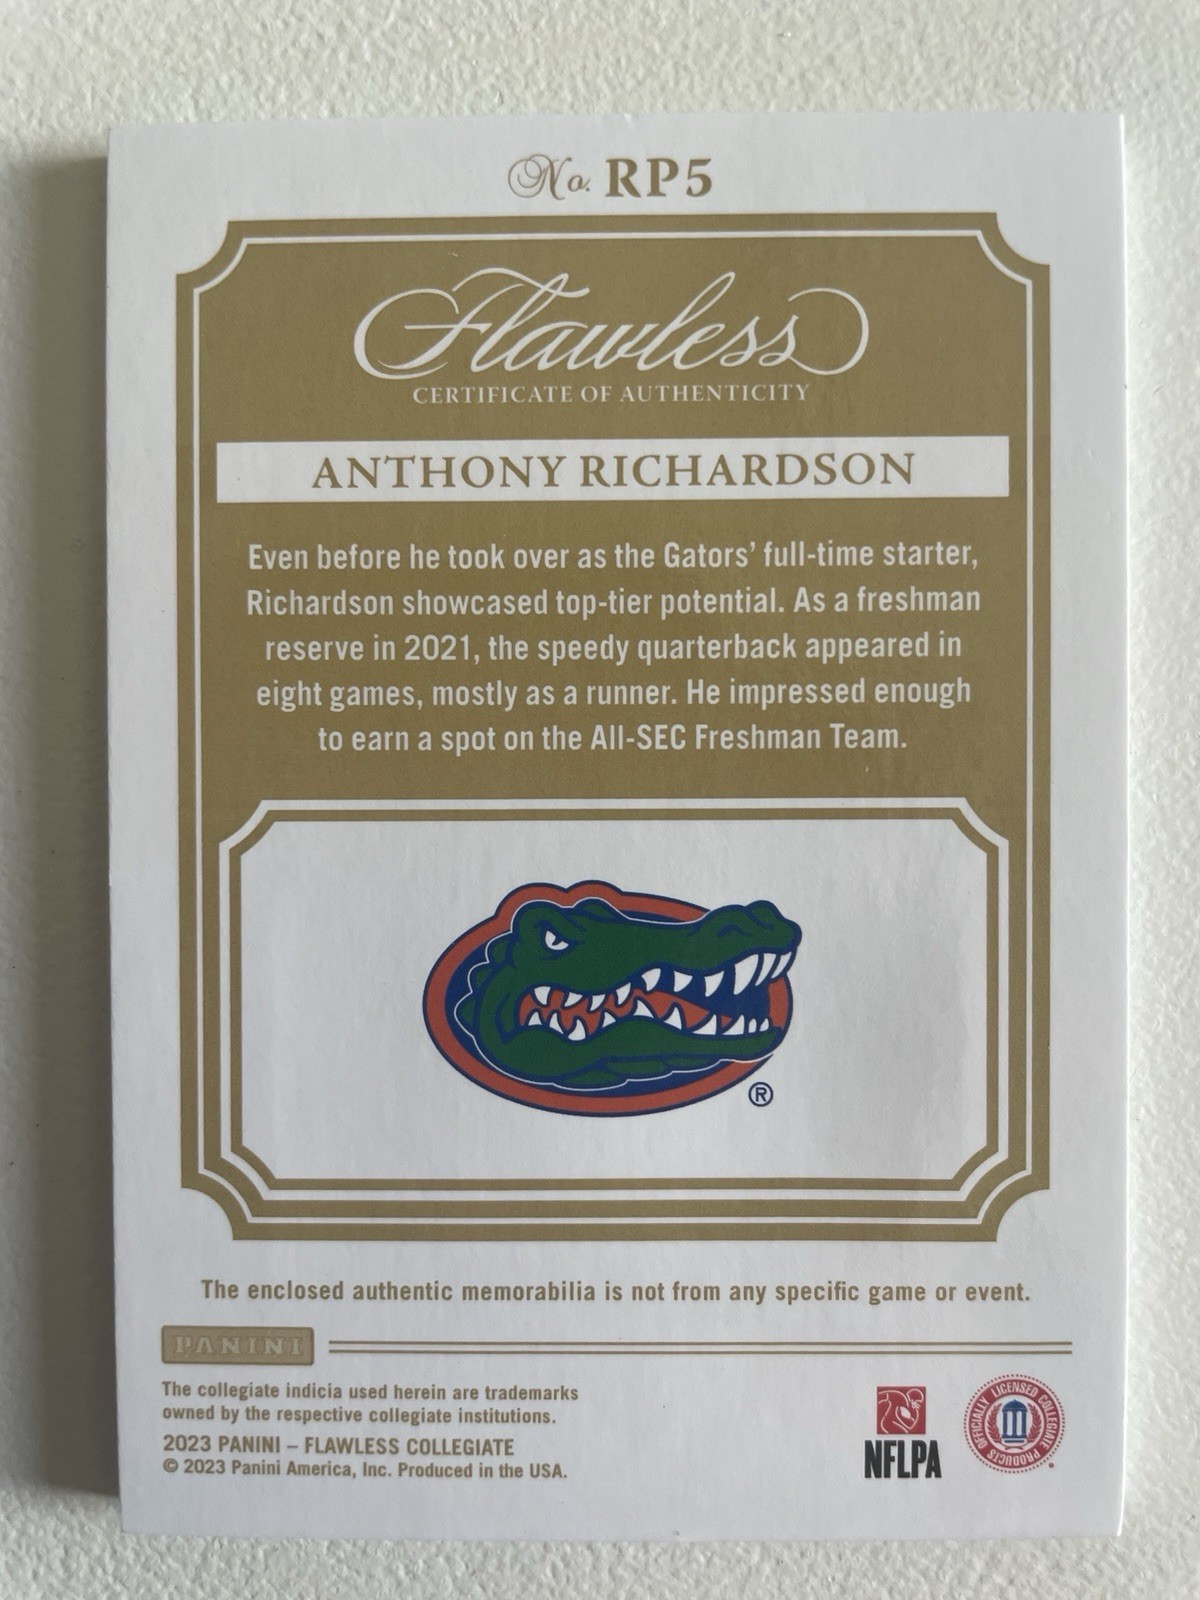 No. RP5
Flawless
CERTIFICATE OF AUTHENTICITY
ANTHONY RICHARDSON
Even before he took over as the Gators' full-time starter,
Richardson showcased top-tier potential. As a freshman
reserve in 2021, the speedy quarterback appeared in
eight games, mostly as a runner. He impressed enough
to earn a spot on the All-SEC Freshman Team.
®
The enclosed authentic memorabilia is not from any specific game or event.
PANINI
The collegiate indicia used herein are trademarks
owned by the respective collegiate institutions.
2023 PANINI – FLAWLESS COLLEGIATE
© 2023 Panini America, Inc. Produced in the USA.
NFLPA
OFFICIALLY LICENSED COLLEGIATE PRODUCTS